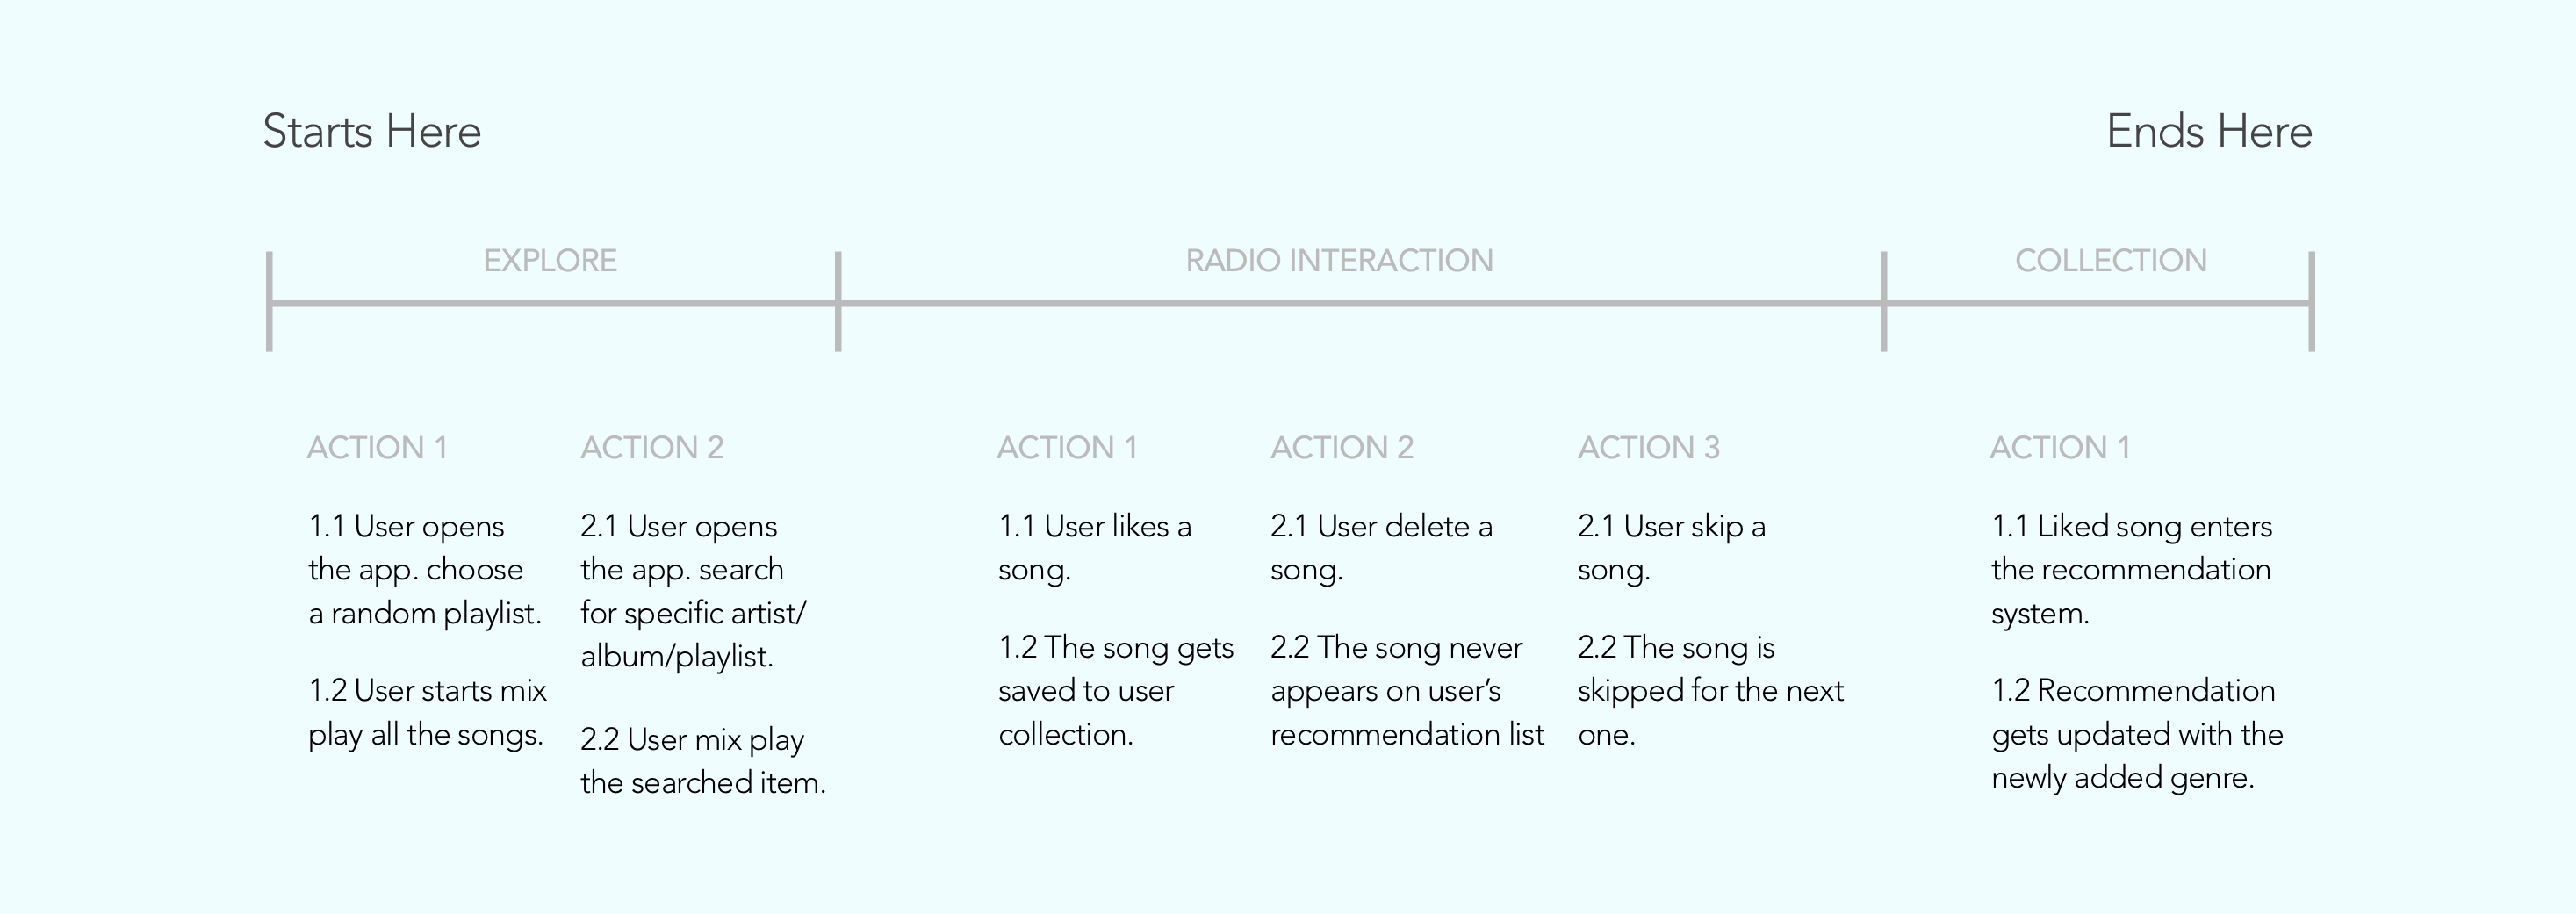 Starts Here
Ends Here
EXPLORE
RADIO INTERACTION
COLLECTION
ACTION 1
1.1 User opens
the app. choose
a random playlist.
1.2 User starts mix
play all the songs.
ACTION 2
2.1 User opens
the app. search
for specific artist/
album/playlist.
2.2 User mix play
the searched item.
ACTION 1
1.1 User likes a
song.
1.2 The song gets
saved to user
collection.
ACTION 2
2.1 User delete a
song.
2.2 The song never
appears on user’s
recommendation list
ACTION 3
2.1 User skip a
song.
2.2 The song is
skipped for the next
one.
ACTION 1
1.1 Liked song enters
the recommendation
system.
1.2 Recommendation
gets updated with the
newly added genre.